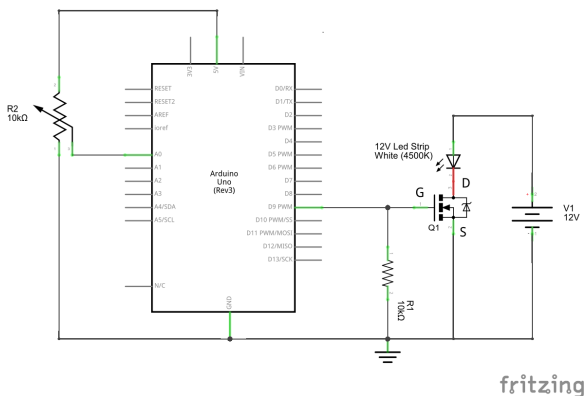 3V3
5V
VIN
RESET
RESET2
AREF
Ioref
A0
A1
A2
A3
A4/SDA
A5/SCL
N/C
GND
D0/RX
D1/TX
D2
D3 PWM
D4
D5 PWM
D6 PWM
D7
D8
D9 PWM
D10 PWM/SS
D11 PWM/MOSI
D12/MISO
D13/SCK
Arduino
Uno
(Rev3)
R2
10kΩ
12V Led Strip
White (4500K)
G
D
S
Q1
V1
12V
R1
10kΩ
fritzing